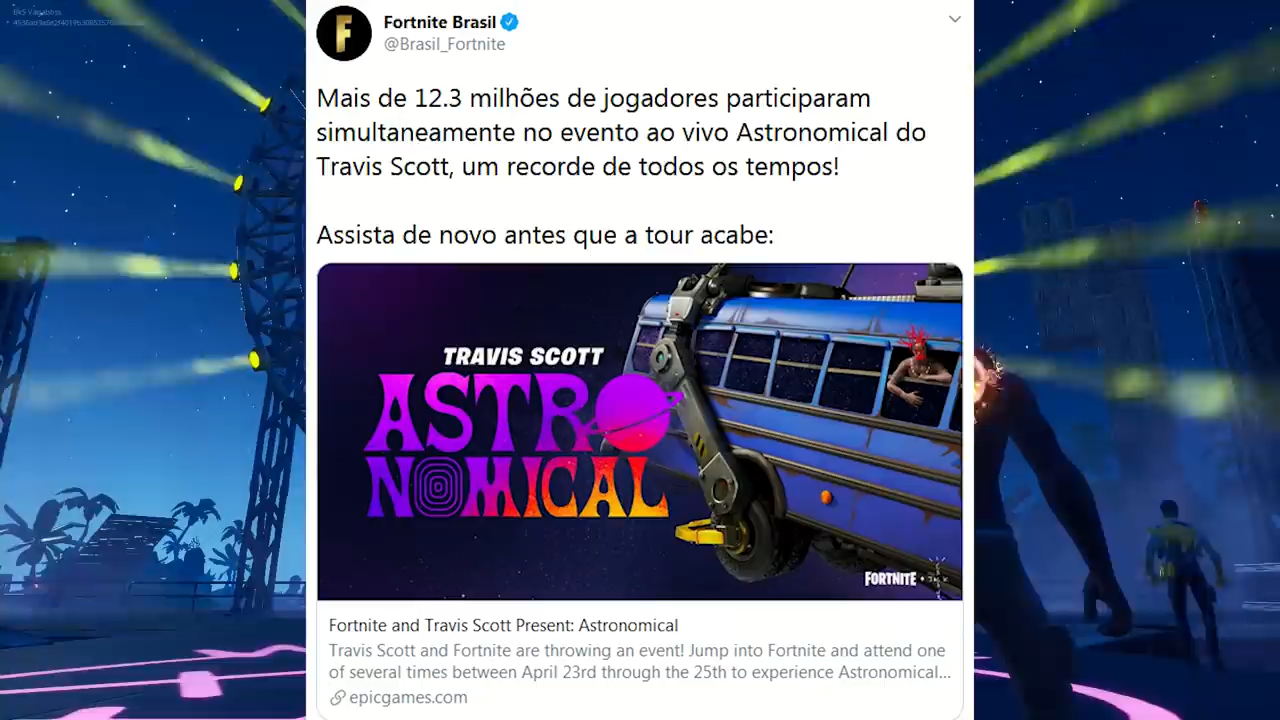 Fortnite Brasil
@Brasil_Fortnite
Mais de 12.3 milhões de jogadores participaram
simultaneamente no evento ao vivo Astronomical do
Travis Scott, um recorde de todos os tempos!
Assista de novo antes que a tour acabe:
TRAVIS SCOTT
ASTRO
NOMICAL
FORTNITE
Fortnite and Travis Scott Present: Astronomical
Travis Scott and Fortnite are throwing an event! Jump into Fortnite and attend one
of several times between April 23rd through the 25th to experience Astronomical...
epicgames.com